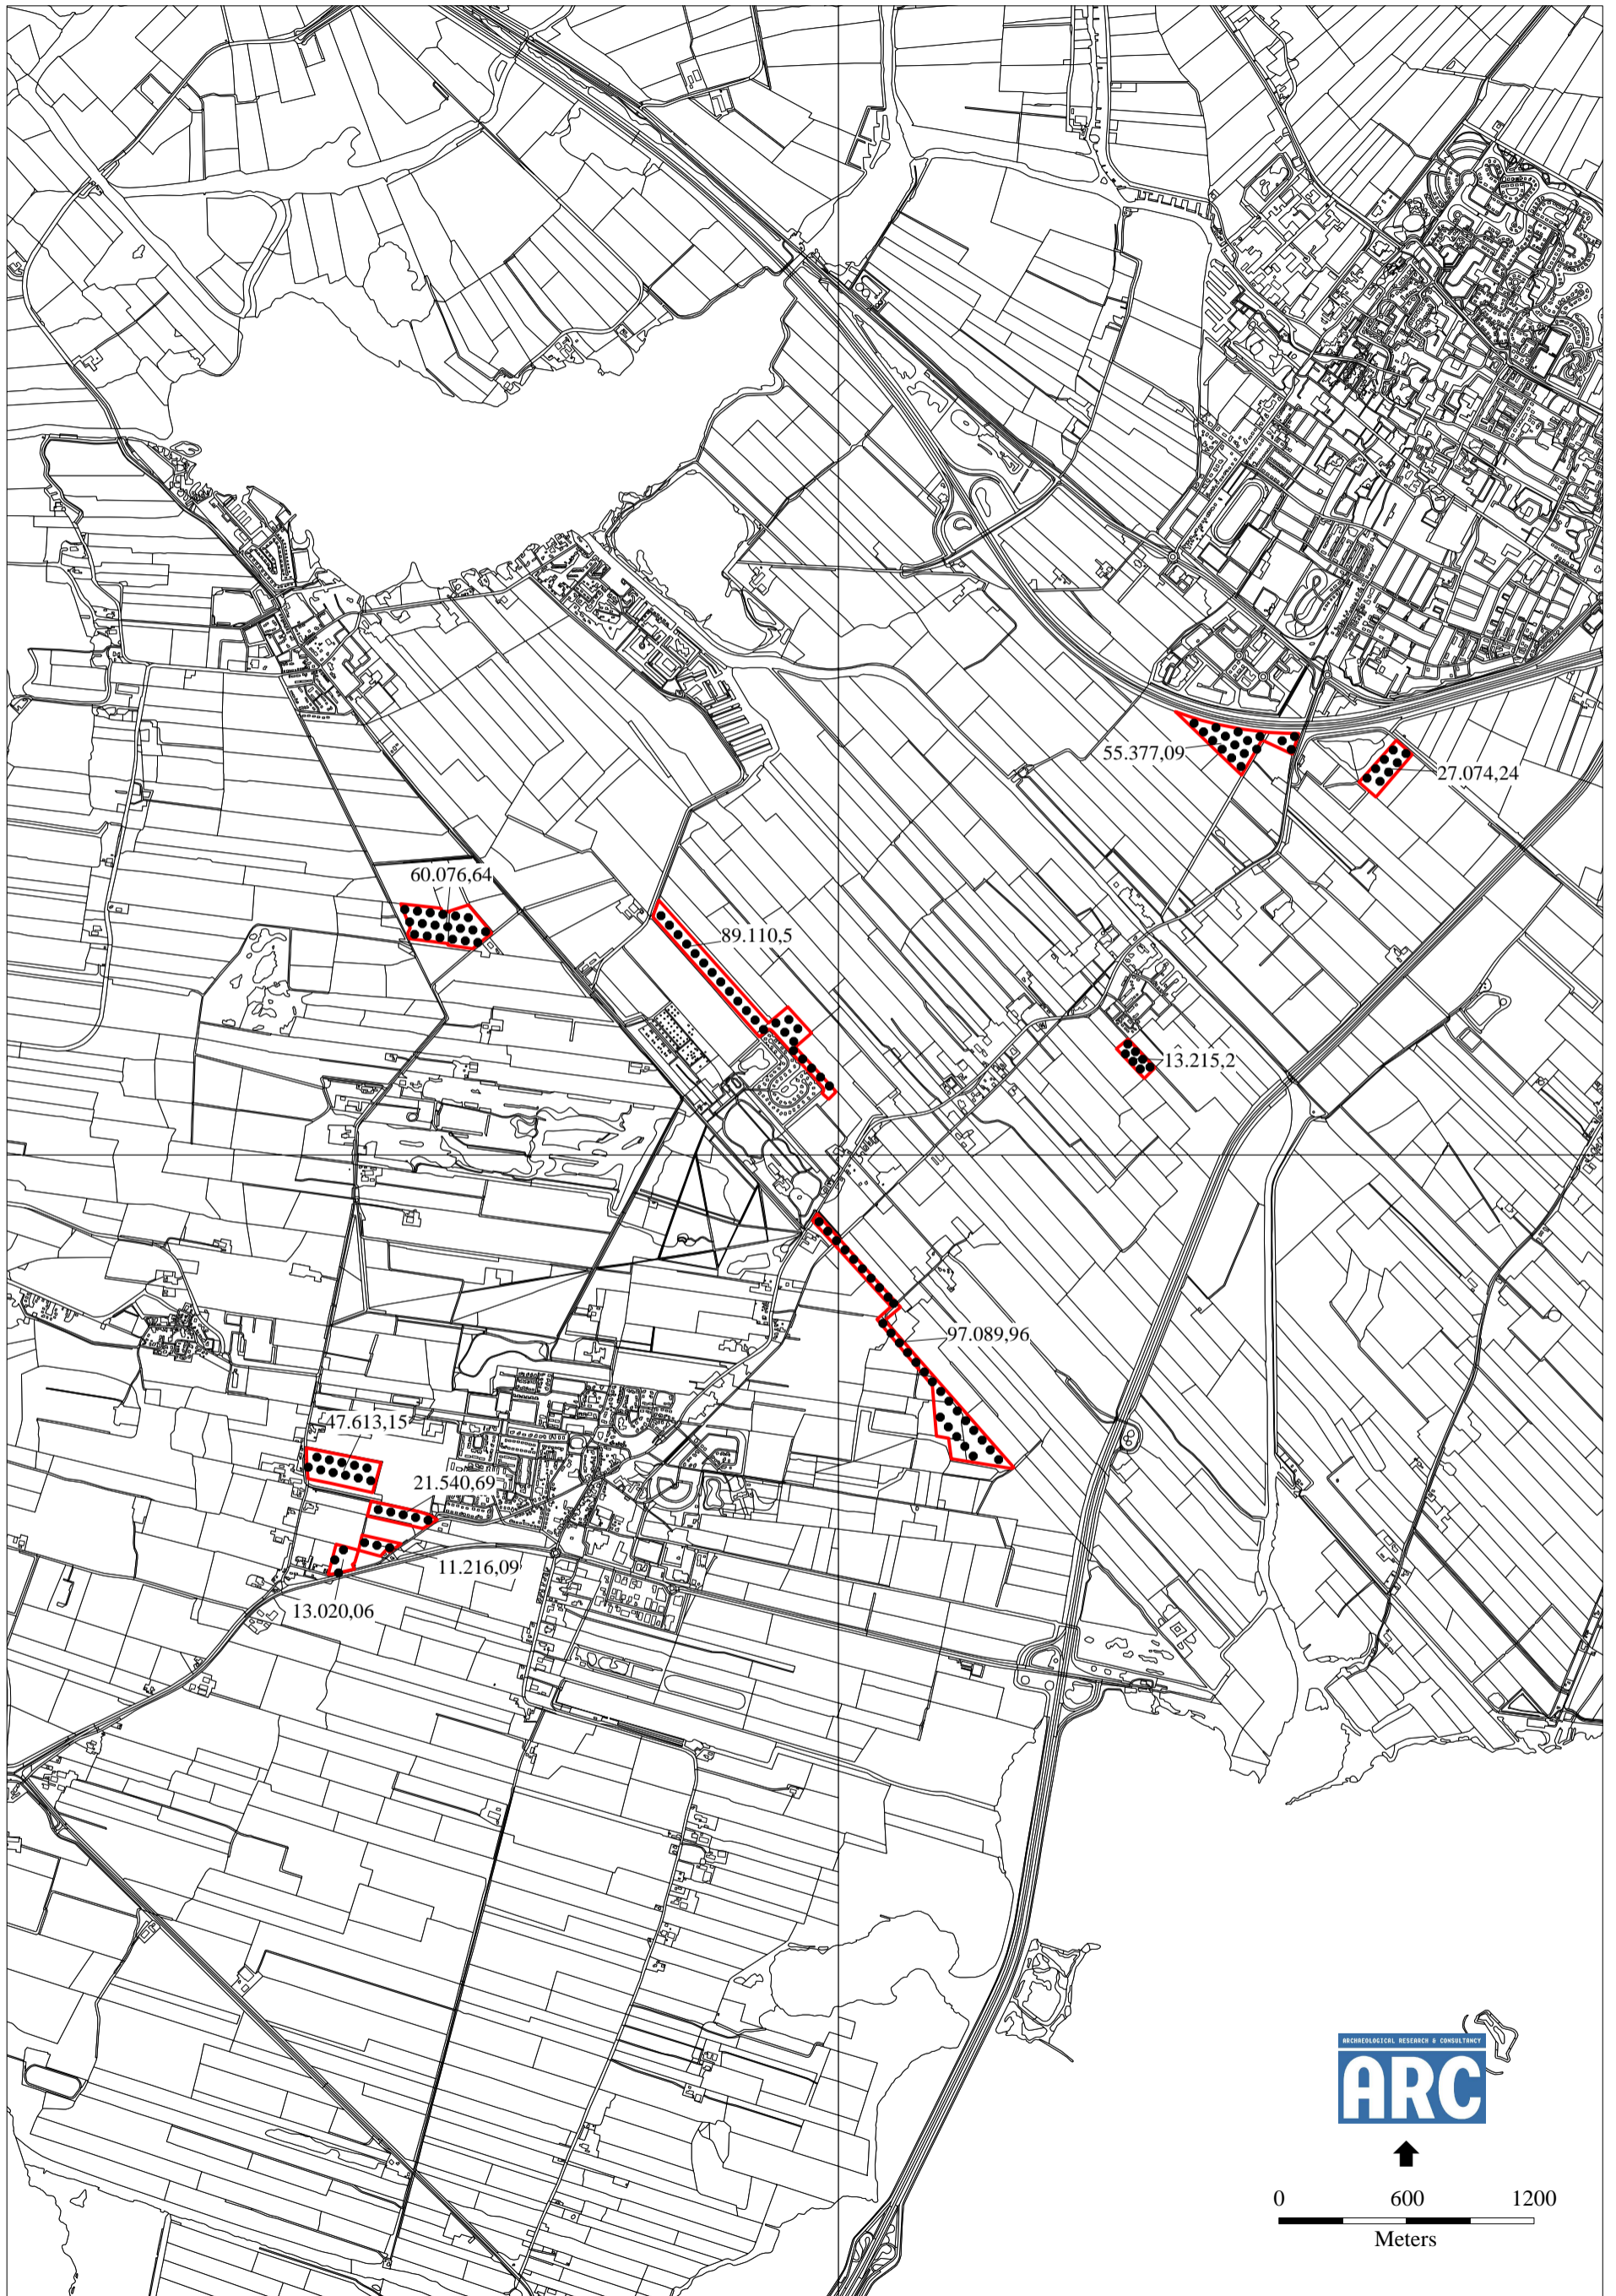 55.377,09
27.074,24
60.076,64
89.110,5
13.215,2
97.089,96
47.613,15
21.540,69
11.216,09
13.020,06
ARCHAEOLOGICAL RESEARCH & CONSULTANCY
ARC
0 600 1200
Meters